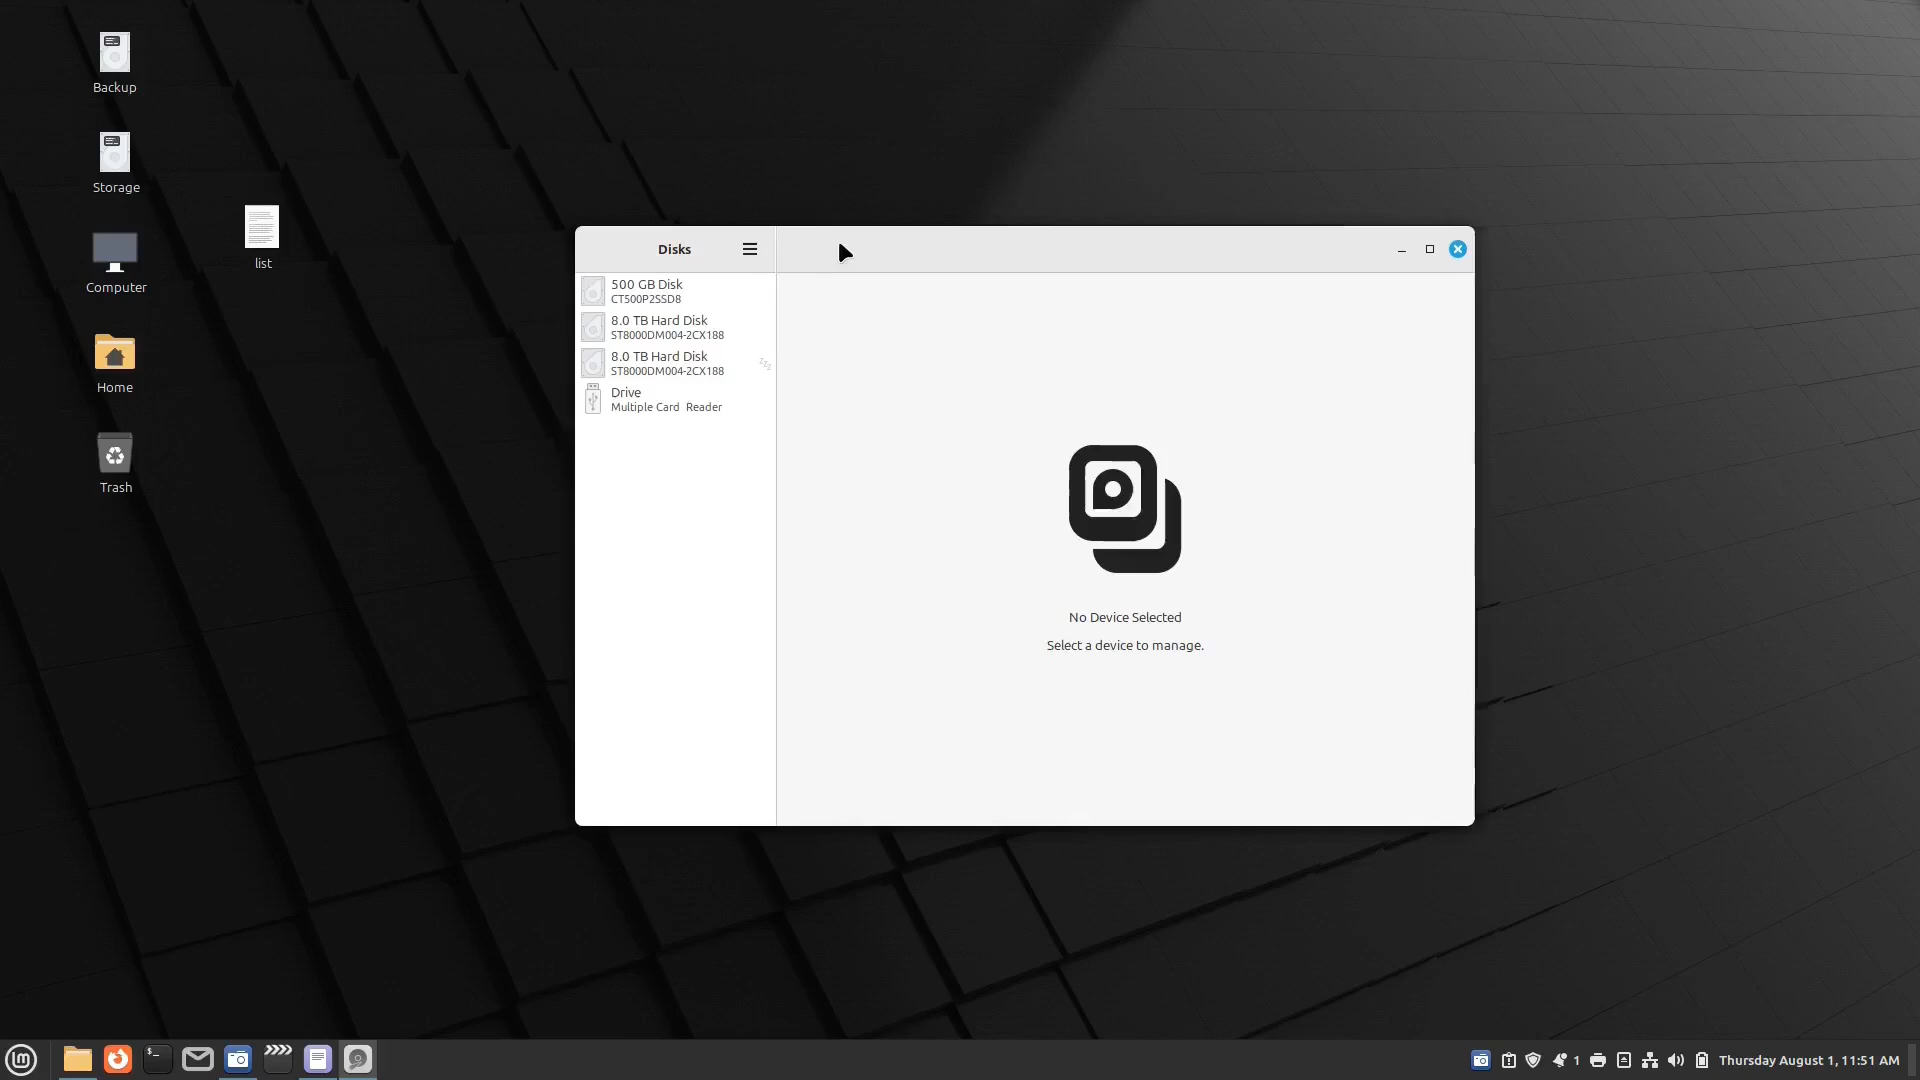 Backup
Storage
Computer
Home
Trash
list
Disks
500 GB Disk
CT500P2SSD8
8.0 TB Hard Disk
ST8000DM004-2CX188
8.0 TB Hard Disk
ST8000DM004-2CX188
zzz
Drive
Multiple Card Reader
No Device Selected
Select a device to manage.
lm
$_
1
Thursday August 1, 11:51 AM